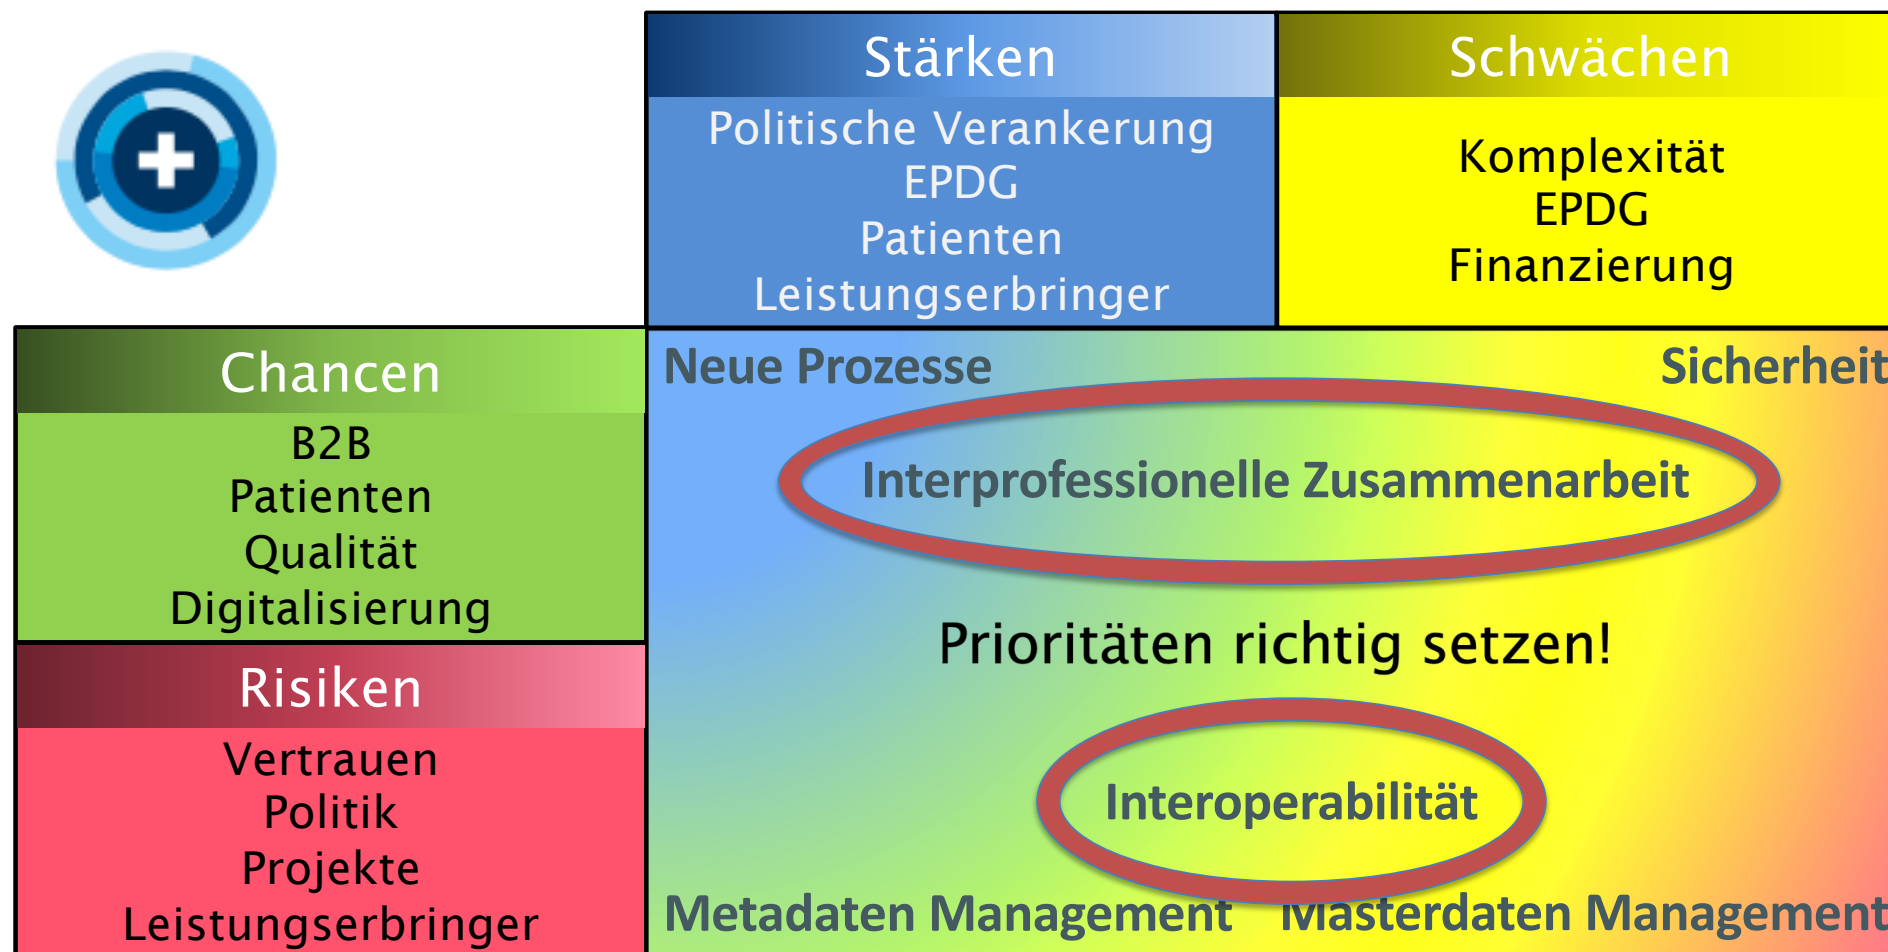 Stärken
Politische Verankerung
EPDG
Patienten
Leistungserbringer
Schwächen
Komplexität
EPDG
Finanzierung
Chancen
B2B
Patienten
Qualität
Digitalisierung
Risiken
Vertrauen
Politik
Projekte
Leistungserbringer
Neue Prozesse
Sicherheit
Interprofessionelle Zusammenarbeit
Prioritäten richtig setzen!
Interoperabilität
Metadaten Management
Masterdaten Management